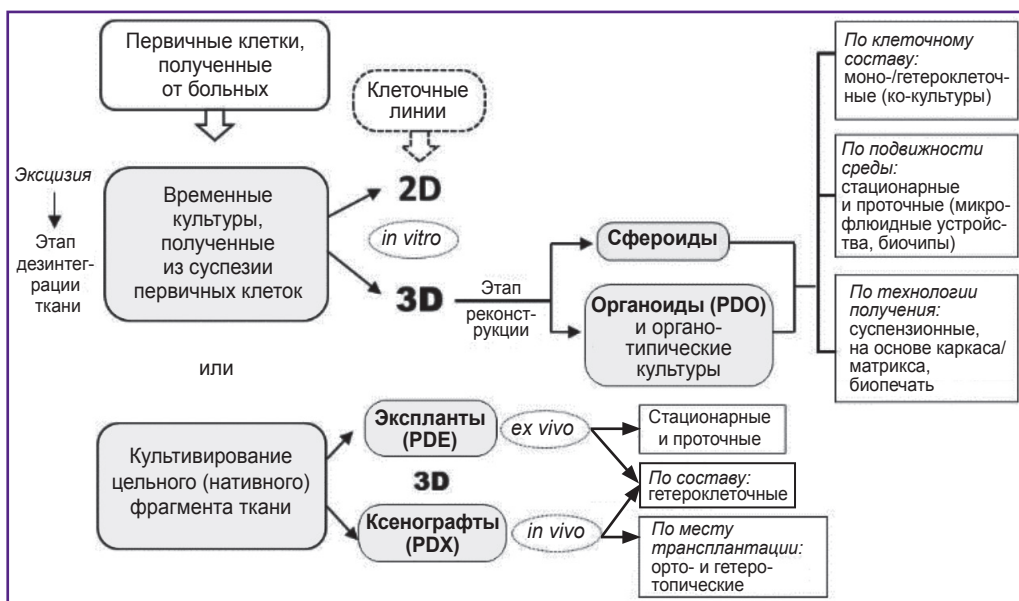 Первичные клетки,
полученные
от больных
Клеточные
линии
Эксцизия
Этап
дезинтег-
рации
ткани
Временные
культуры,
полученные
из суспезии
первичных клеток
2D
in vitro
3D
Этап
реконст-
рукции
Сфероиды
Органоиды (PDO)
и органо-
типические
культуры
По клеточному
составу:
моно-/гетероклеточ-
ные (ко-культуры)
По подвижности
среды:
стационарные
и проточные (микро-
флюидные устройс-
тва, биочипы)
По технологии
получения:
суспензионные,
на основе каркаса/
матрикса,
биопечать
или
Культивирование
цельного (нативного)
фрагмента ткани
Экспланты
(PDE)
ex vivo
3D
Ксенографты
(PDX)
in vivo
Стационарные
и проточные
По составу:
гетероклеточные
По месту
трансплантации:
орто- и гетеро-
топические